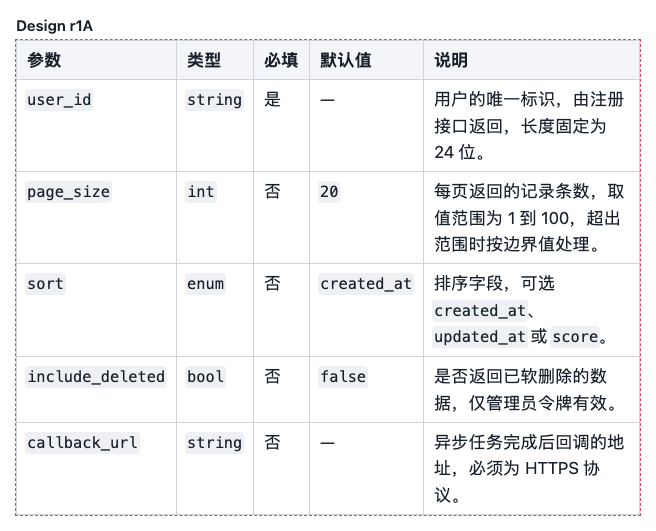 Design r1A
参数 类型 必填 默认值 说明
user_id string 是 — 用户的唯一标识，由注册
接口返回，长度固定为
24 位。
page_size int 否 20 每页返回的记录条数，取
值范围为 1 到 100，超出
范围时按边界值处理。
sort enum 否 created_at 排序字段，可选
created_at、
updated_at 或 score。
include_deleted bool 否 false 是否返回已软删除的数
据，仅管理员令牌有效。
callback_url string 否 — 异步任务完成后回调的地
址，必须为 HTTPS 协
议。